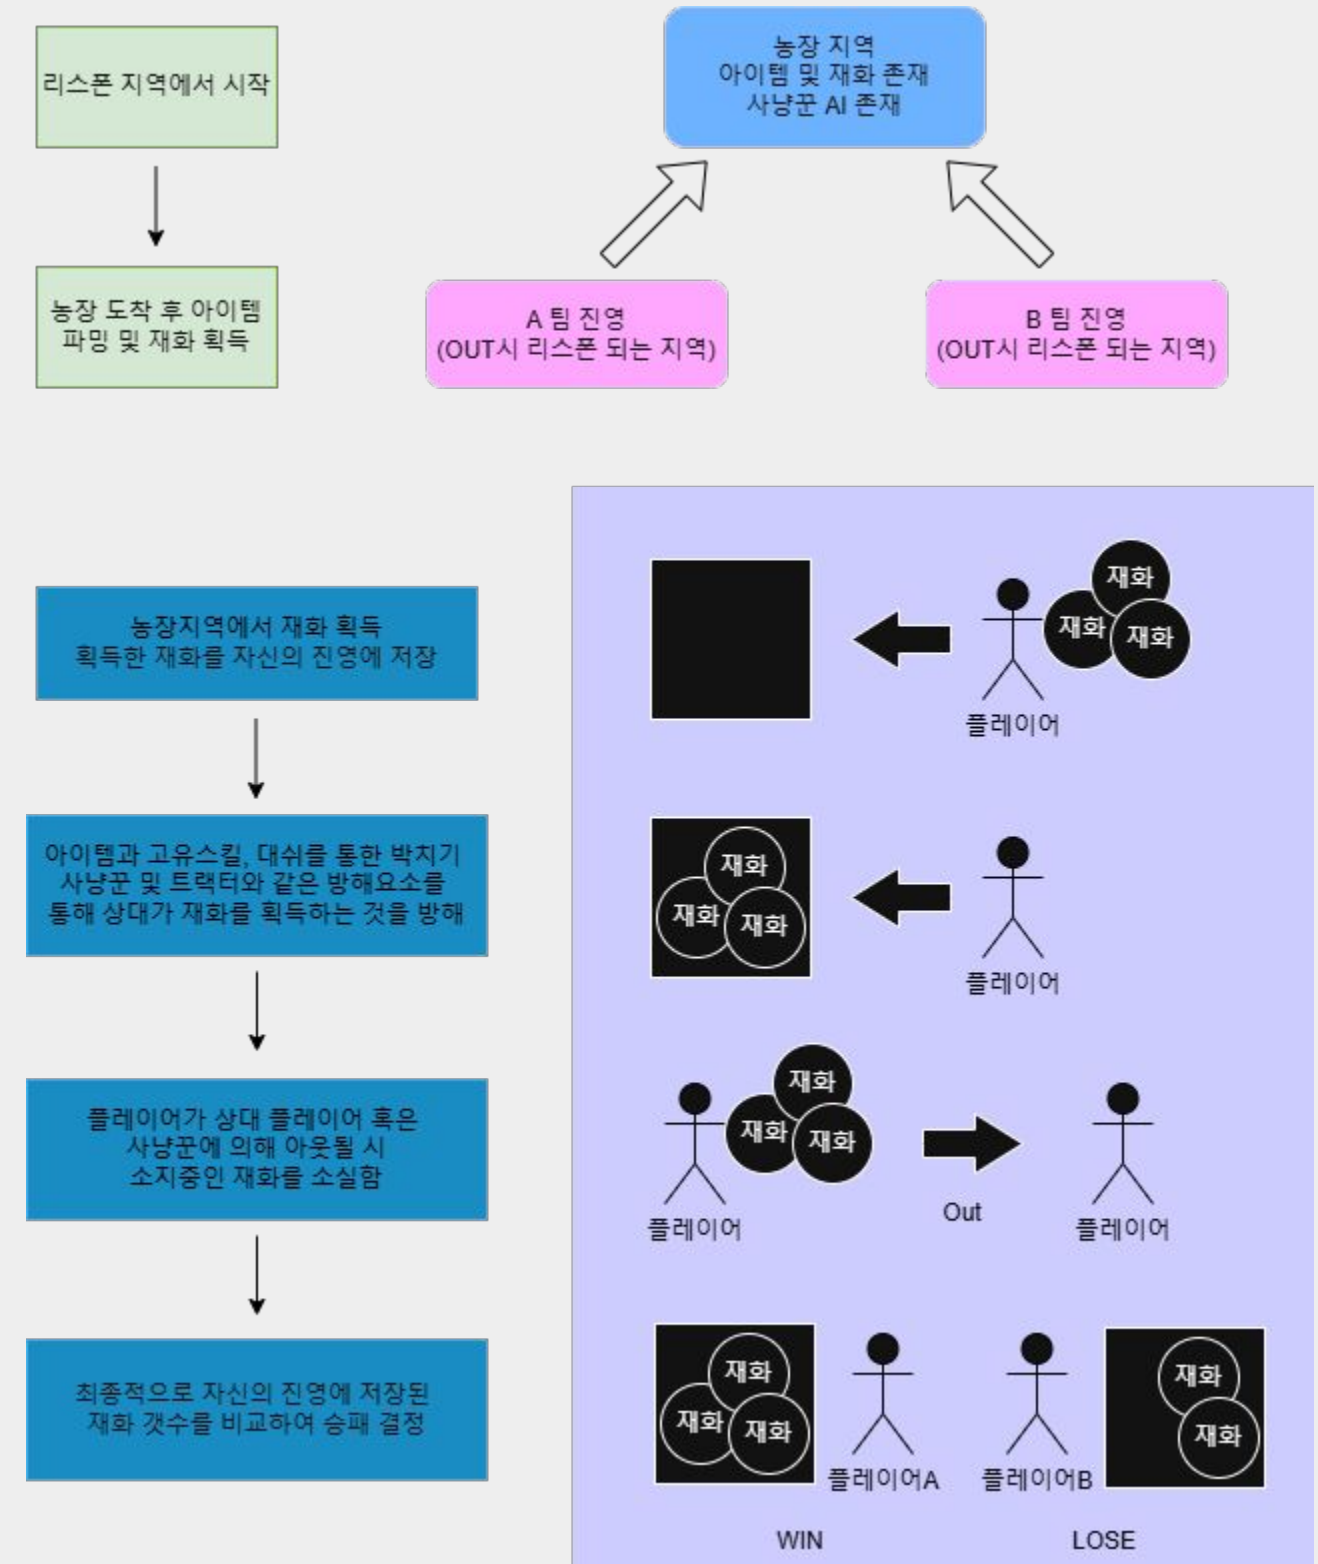 리스폰 지역에서 시작
농장 도착 후 아이템
파밍 및 재화 획득
농장 지역
아이템 및 재화 존재
사냥꾼 AI 존재
A 팀 진영
(OUT시 리스폰 되는 지역)
B 팀 진영
(OUT시 리스폰 되는 지역)
농장지역에서 재화 획득
획득한 재화를 자신의 진영에 저장
아이템과 고유스킬, 대쉬를 통한 박치기
사냥꾼 및 트랙터와 같은 방해요소를
통해 상대가 재화를 획득하는 것을 방해
플레이어가 상대 플레이어 혹은
사냥꾼에 의해 아웃될 시
소지중인 재화를 소실함
최종적으로 자신의 진영에 저장된
재화 갯수를 비교하여 승패 결정
재화
재화
재화
플레이어
재화
재화
재화
플레이어
재화
재화
재화
플레이어
Out
플레이어
재화
재화
재화
플레이어A
플레이어B
재화
재화
WIN
LOSE